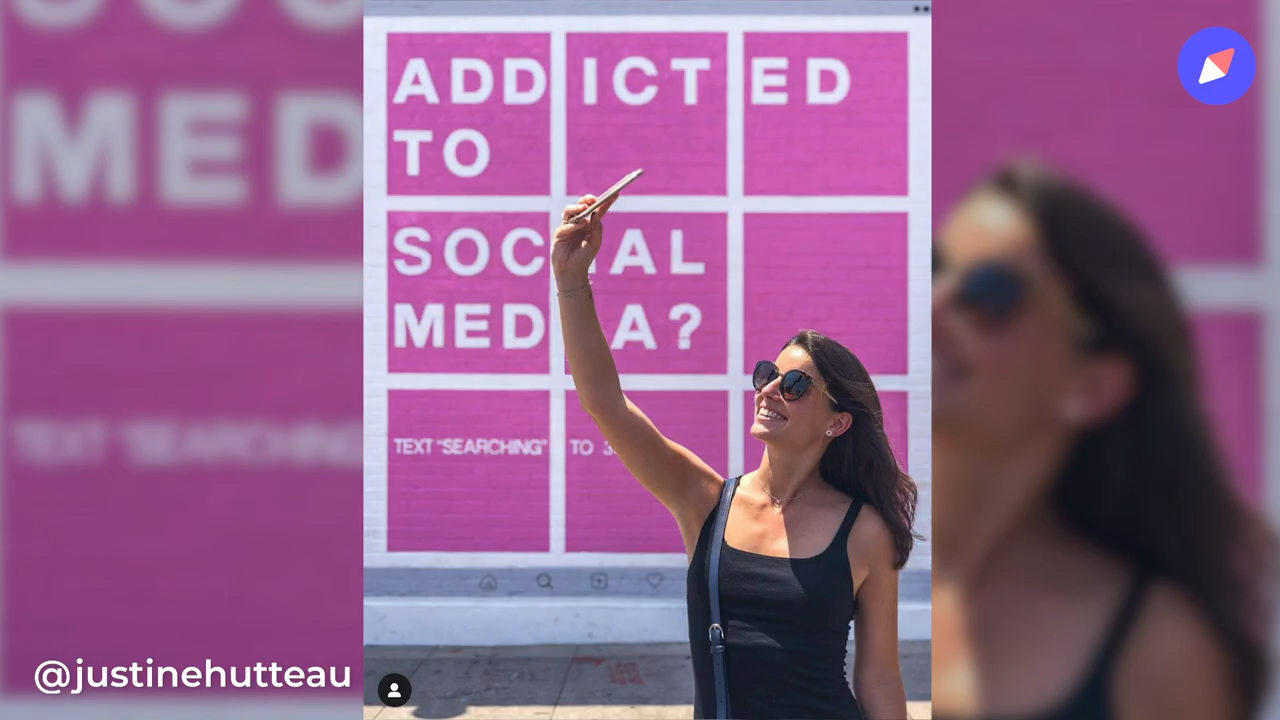 ADDICTED
TO
SOCIAL
MEDIA?
TEXT "SEARCHING" TO
@justinehutteau